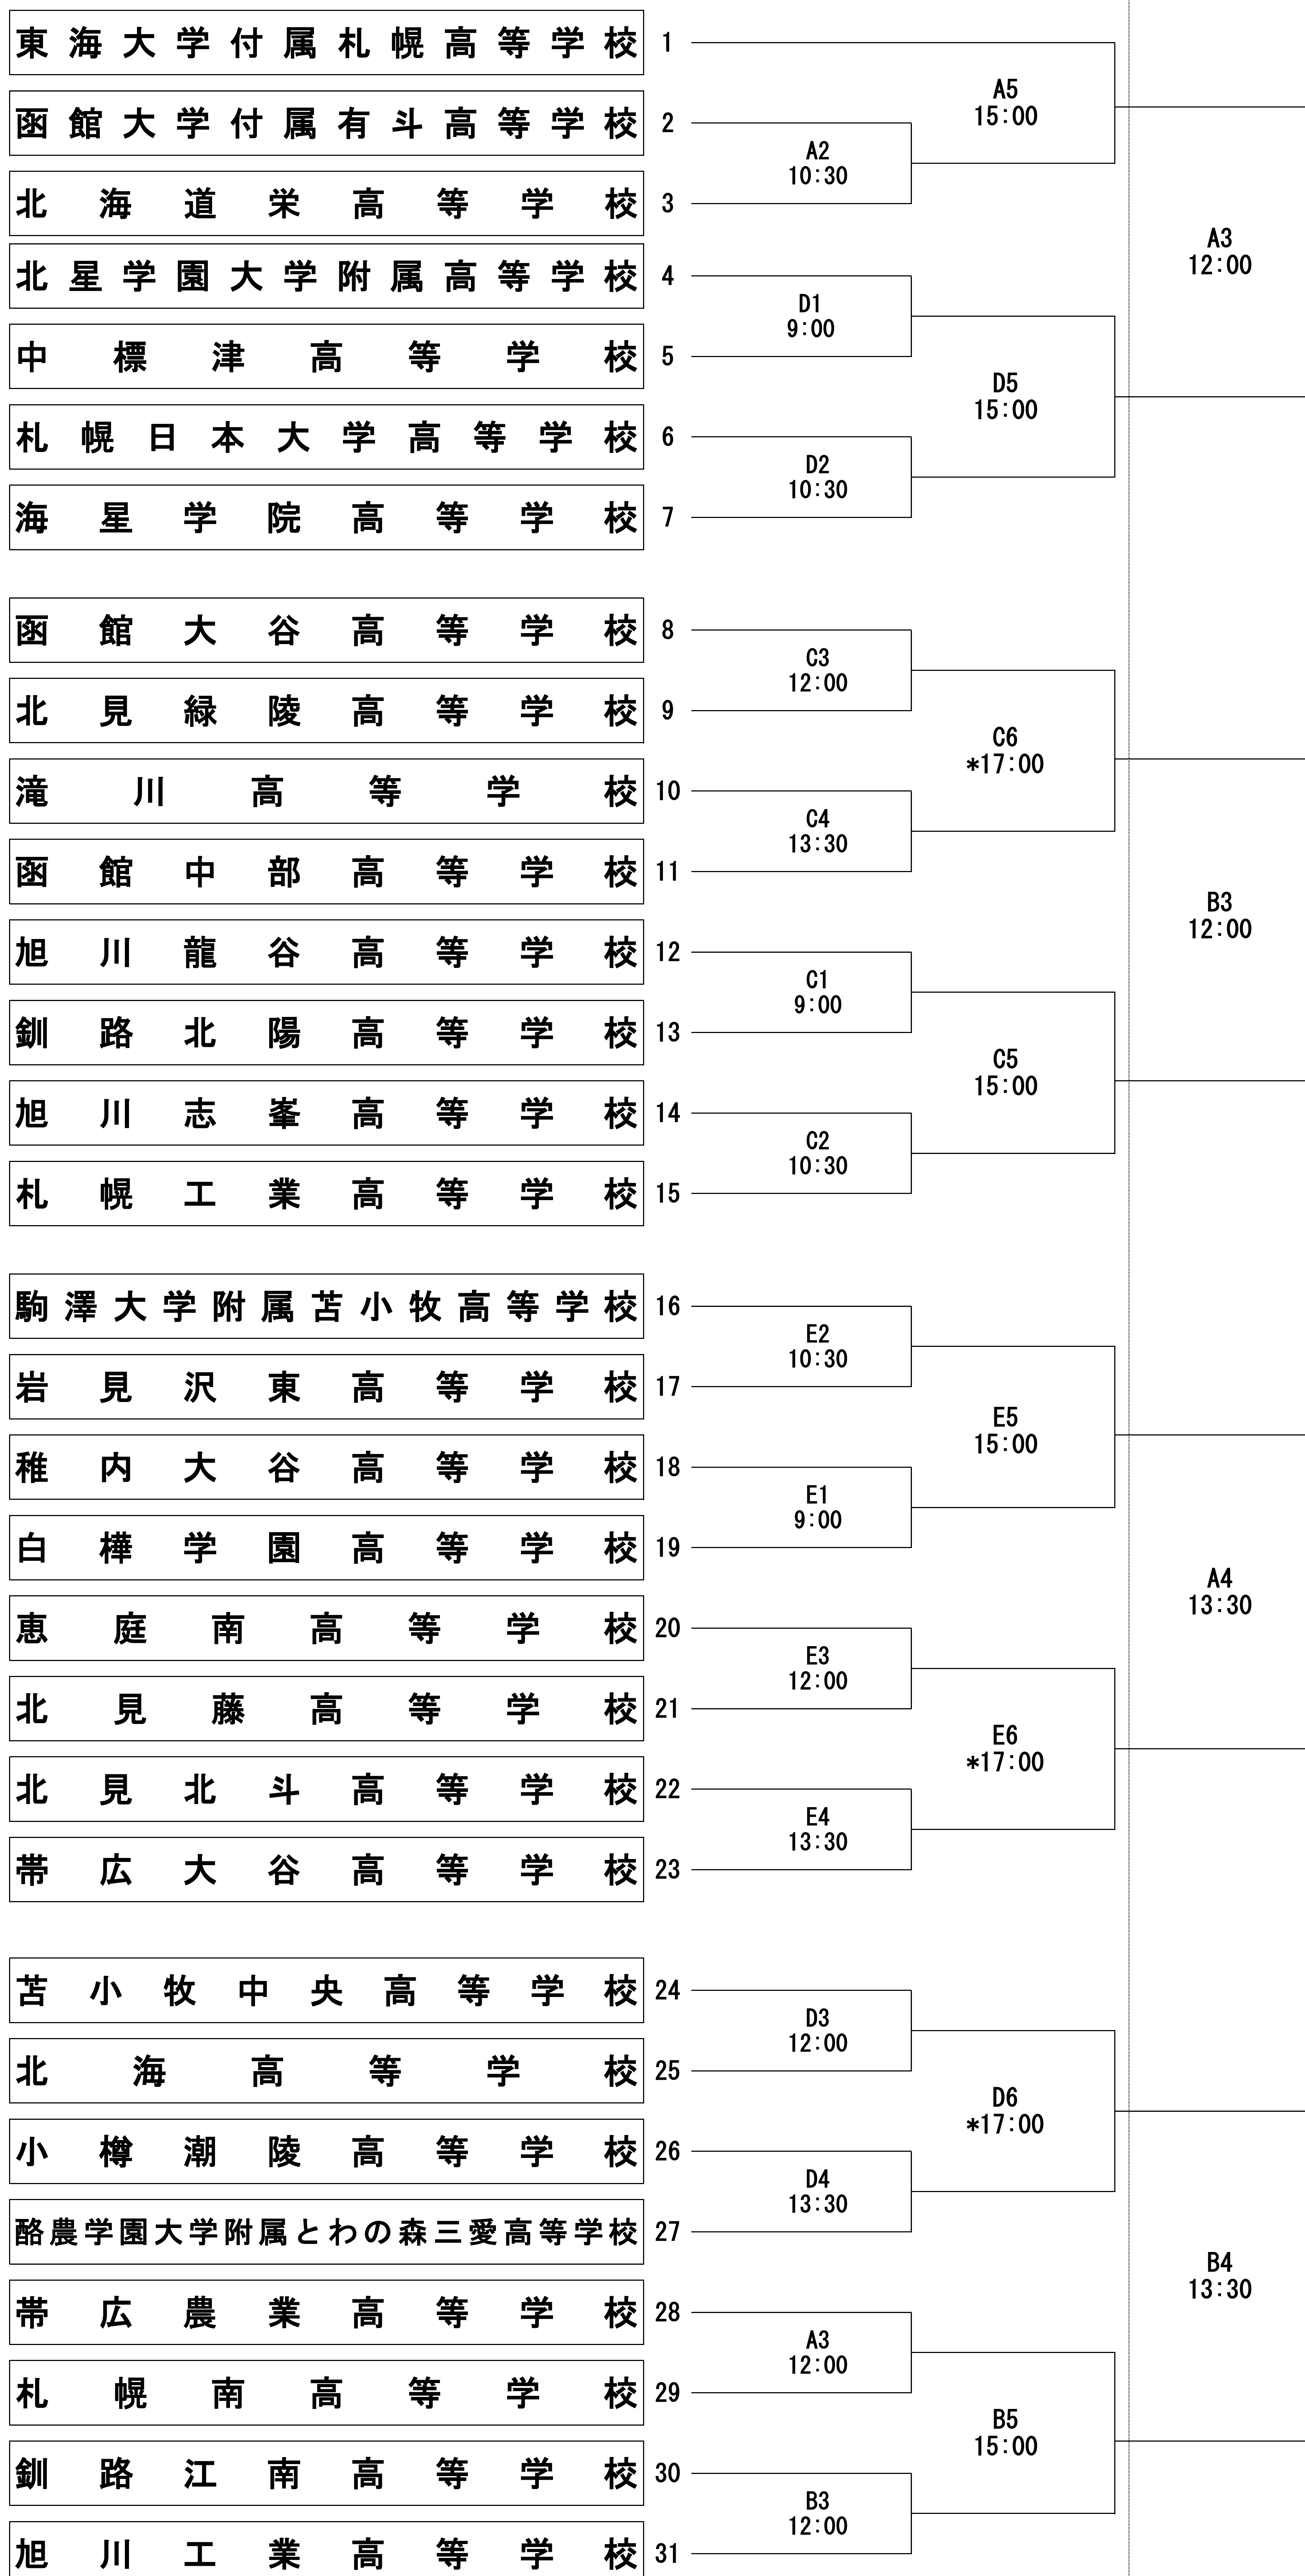 東海大学付属札幌高等学校 1
A5
15:00
函館大学付属有斗高等学校 2
A2
10:30
北海道栄高等学校 3
A3
12:00
北星学園大学附属高等学校 4
D1
9:00
中標津高等学校 5
D5
15:00
札幌日本大学高等学校 6
D2
10:30
海星学院高等学校 7
函館大谷高等学校 8
C3
12:00
北見緑陵高等学校 9
C6
*17:00
滝川高等学校 10
C4
13:30
函館中部高等学校 11
B3
12:00
旭川龍谷高等学校 12
C1
9:00
釧路北陽高等学校 13
C5
15:00
旭川志峯高等学校 14
C2
10:30
札幌工業高等学校 15
駒澤大学附属苫小牧高等学校 16
E2
10:30
岩見沢東高等学校 17
E5
15:00
稚内大谷高等学校 18
E1
9:00
白樺学園高等学校 19
A4
13:30
恵庭南高等学校 20
E3
12:00
北見藤高等学校 21
E6
*17:00
北見北斗高等学校 22
E4
13:30
帯広大谷高等学校 23
苫小牧中央高等学校 24
D3
12:00
北海高等学校 25
D6
*17:00
小樽潮陵高等学校 26
D4
13:30
酪農学園大学附属とわの森三愛高等学校 27
B4
13:30
帯広農業高等学校 28
A3
12:00
札幌南高等学校 29
B5
15:00
釧路江南高等学校 30
B3
12:00
旭川工業高等学校 31